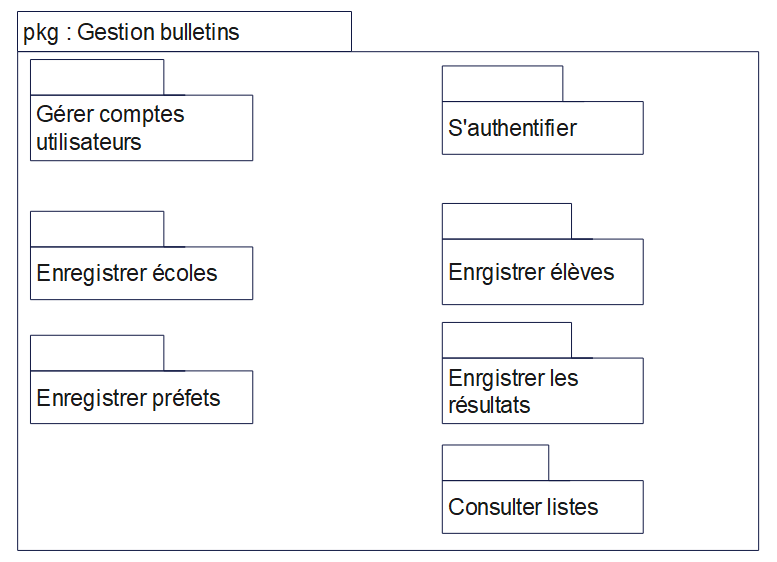 pkg : Gestion bulletins
Gérer comptes
utilisateurs
S'authentifier
Enregistrer écoles
Enrgistrer élèves
Enregistrer préfets
Enrgistrer les
résultats
Consulter listes